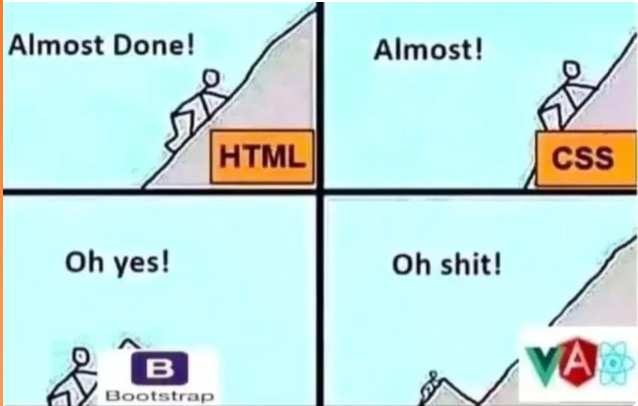 Almost Done!
HTML
Almost!
CSS
Oh yes!
B
Bootstrap
Oh shit!
V
A